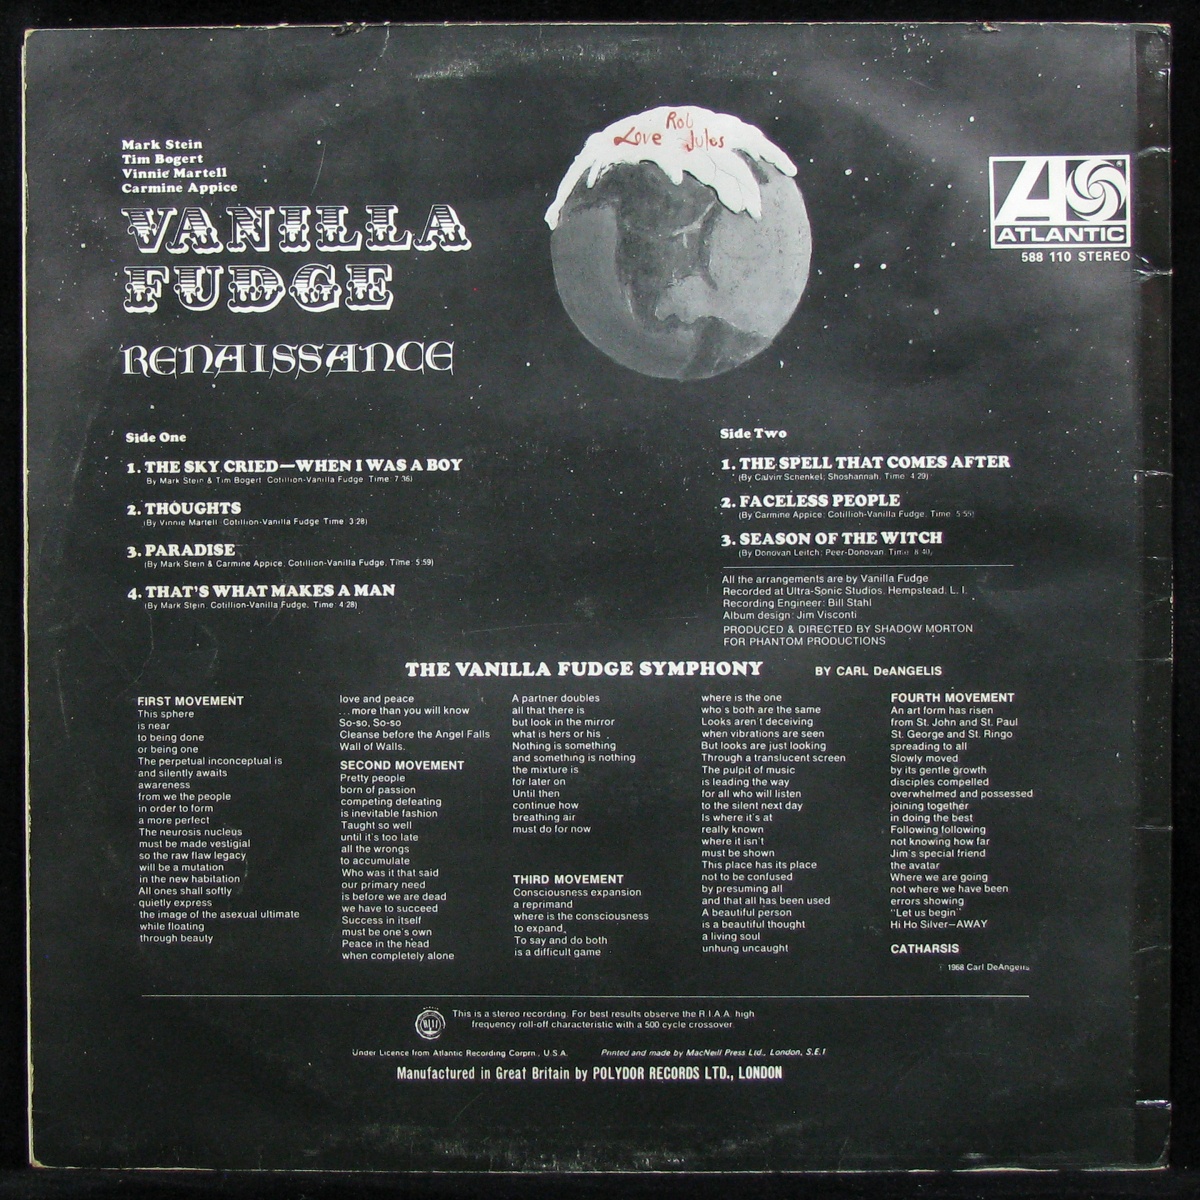 Mark Stein
Tim Bogert
Vinnie Martell
Carmine Appice
VANILLA
FUDGE
RENAISSANCE
Rob
Love Jules
ATLANTIC
588 110 STEREO
Side One
1. THE SKY CRIED—WHEN I WAS A BOY
By Mark Stein & Tim Bogert. Cotillion-Vanilla Fudge. Time: 7:36)
2. THOUGHTS
(By Vinnie Martell. Cotillion-Vanilla Fudge. Time: 3:28)
3. PARADISE
(By Mark Stein & Carmine Appice. Cotillion-Vanilla Fudge. Time: 5:59)
4. THAT'S WHAT MAKES A MAN
(By Mark Stein. Cotillion-Vanilla Fudge. Time: 4:28)
Side Two
1. THE SPELL THAT COMES AFTER
(By Calvin Schenkel; Shoshannah. Time: 4:29)
2. FACELESS PEOPLE
(By Carmine Appice; Cotillion-Vanilla Fudge. Time: 5:55)
3. SEASON OF THE WITCH
(By Donovan Leitch; Peer-Donovan. Time: 8:40)
All the arrangements are by Vanilla Fudge
Recorded at Ultra-Sonic Studios. Hempstead. L. I.
Recording Engineer: Bill Stahl
Album design: Jim Visconti
PRODUCED & DIRECTED BY SHADOW MORTON
FOR PHANTOM PRODUCTIONS
THE VANILLA FUDGE SYMPHONY BY CARL DeANGELIS
FIRST MOVEMENT
This sphere
is near
to being done
or being one
The perpetual inconceptual is
and silently awaits
awareness
from we the people
in order to form
a more perfect
The neurosis nucleus
must be made vestigial
so the raw flaw legacy
will be a mutation
in the new habitation
All ones shall softly
quietly express
the image of the asexual ultimate
while floating
through beauty
love and peace
...more than you will know
So-so, So-so
Cleanse before the Angel Falls
Wall of Walls.
SECOND MOVEMENT
Pretty people
born of passion
competing defeating
is inevitable fashion
Taught so well
until it's too late
all the wrongs
to accumulate
Who was it that said
our primary need
is before we are dead
we have to succeed
Success in itself
must be one's own
Peace in the head
when completely alone
A partner doubles
all that there is
but look in the mirror
what is hers or his
Nothing is something
and something is nothing
the mixture is
for later on
Until then
continue how
breathing air
must do for now
THIRD MOVEMENT
Consciousness expansion
a reprimand
where is the consciousness
to expand
To say and do both
is a difficult game
where is the one
who's both are the same
Looks aren't deceiving
when vibrations are seen
But looks are just looking
Through a translucent screen
The pulpit of music
is leading the way
for all who will listen
to the silent next day
Is where it's at
really known
where it isn't
must be shown
This place has its place
not to be confused
by presuming all
and that all has been used
A beautiful person
is a beautiful thought
a living soul
unhung uncaught
FOURTH MOVEMENT
An art form has risen
from St. John and St. Paul
St. George and St. Ringo
spreading to all
Slowly moved
by its gentle growth
disciples compelled
overwhelmed and possessed
joining together
in doing the best
Following following
not knowing how far
Jim's special friend
the avatar
Where we are going
not where we have been
errors showing
"Let us begin"
Hi Ho Silver—AWAY
CATHARSIS
© 1968 Carl DeAngelis
This is a stereo recording. For best results observe the R.I.A.A. high
frequency roll-off characteristic with a 500 cycle crossover
Under Licence from Atlantic Recording Corprn., U.S.A. Printed and made by MacNeill Press Ltd., London, S.E.1
Manufactured in Great Britain by POLYDOR RECORDS LTD., LONDON